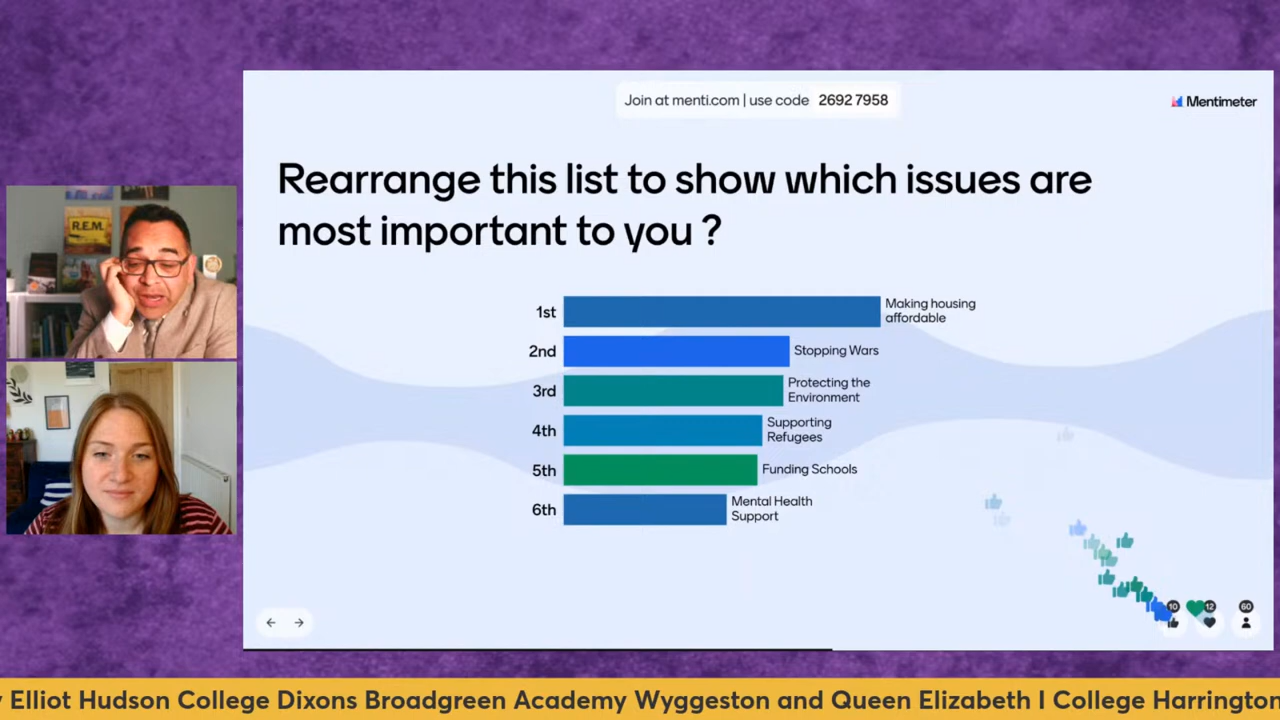 Join at menti.com | use code 2692 7958
Mentimeter
Rearrange this list to show which issues are
most important to you ?
R.E.M.
1st
Making housing
affordable
2nd
Stopping Wars
3rd
Protecting the
Environment
4th
Supporting
Refugees
5th
Funding Schools
6th
Mental Health
Support
10
12
60
Elliot Hudson College Dixons Broadgreen Academy Wyggeston and Queen Elizabeth I College Harrington